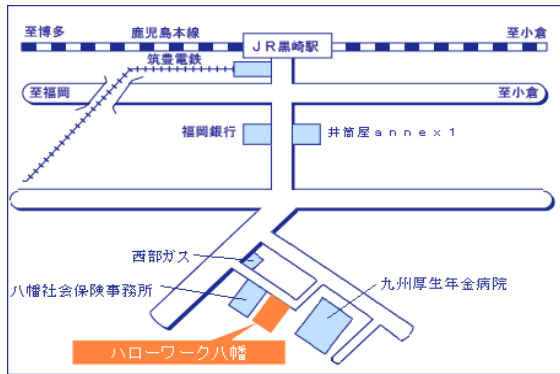 至博多
鹿児島本線
JR黒崎駅
至小倉
筑豊電鉄
至福岡
至小倉
福岡銀行
井筒屋annex1
西部ガス
八幡社会保険事務所
九州厚生年金病院
ハローワーク八幡